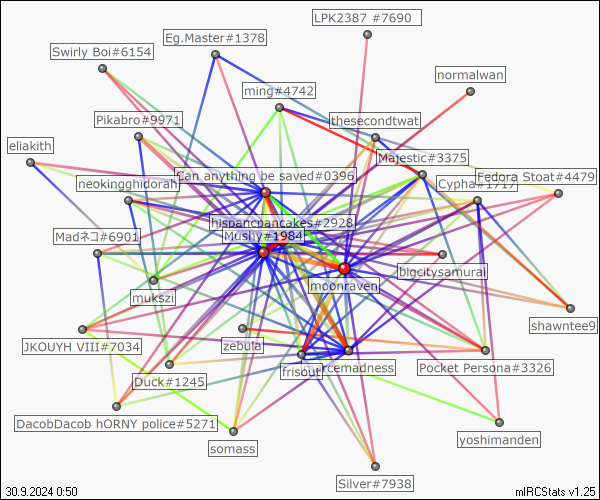 LPK2387 #7690
Eg.Master#1378
Swirly Boi#6154
normalwan
ming#4742
Pikabro#9971
thesecondtwat
eliakith
Majestic#3375
Can anything be saved#0396
Fedora Stoat#4479
neokingghidorah
Cypha#1717
hispanicpancakes#2928
Madネコ#6901
Mushy#1984
bigcitysamurai
moonraven
mukszi
shawntee9
JKOUYH VIII#7034
zebula
frisout
rcemadness
Pocket Persona#3326
Duck#1245
DacobDacob hORNY police#5271
yoshimanden
somass
Silver#7938
30.9.2024 0:50
mIRCStats v1.25